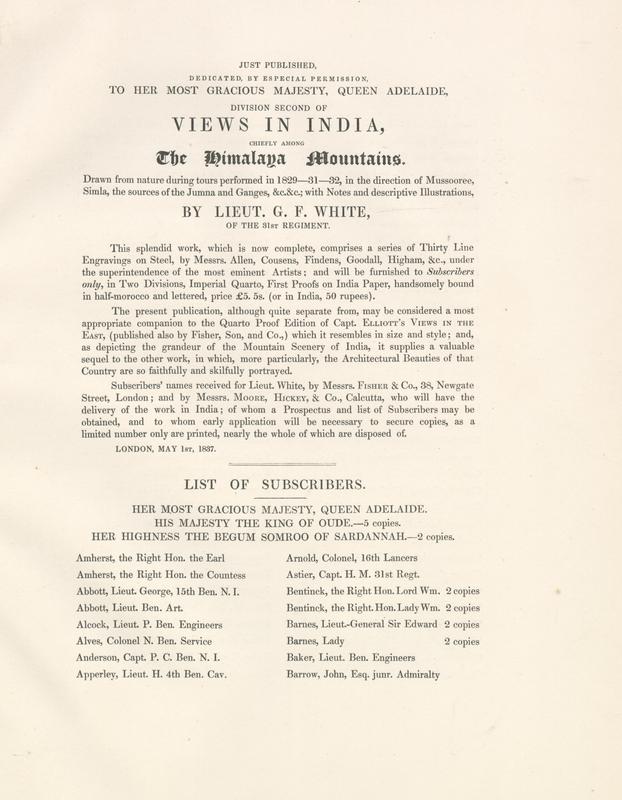 JUST PUBLISHED,
DEDICATED, BY ESPECIAL PERMISSION,
TO HER MOST GRACIOUS MAJESTY, QUEEN ADELAIDE,
DIVISION SECOND OF
VIEWS IN INDIA,
CHIEFLY AMONG
The Himalaya Mountains.
Drawn from nature during tours performed in 1829—31—32, in the direction of Mussooree,
Simla, the sources of the Jumna and Ganges, &c.&c.; with Notes and descriptive Illustrations,
BY LIEUT. G. F. WHITE,
OF THE 31ST REGIMENT.
This splendid work, which is now complete, comprises a series of Thirty Line
Engravings on Steel, by Messrs. Allen, Cousens, Findens, Goodall, Higham, &c., under
the superintendence of the most eminent Artists; and will be furnished to Subscribers
only, in Two Divisions, Imperial Quarto, First Proofs on India Paper, handsomely bound
in half-morocco and lettered, price £5. 5s. (or in India, 50 rupees).
The present publication, although quite separate from, may be considered a most
appropriate companion to the Quarto Proof Edition of Capt. ELLIOTT'S VIEWS IN THE
EAST, (published also by Fisher, Son, and Co.,) which it resembles in size and style; and,
as depicting the grandeur of the Mountain Scenery of India, it supplies a valuable
sequel to the other work, in which, more particularly, the Architectural Beauties of that
Country are so faithfully and skilfully portrayed.
Subscribers' names received for Lieut. White, by Messrs. FISHER & Co., 38, Newgate
Street, London; and by Messrs. MOORE, HICKEY, & Co., Calcutta, who will have the
delivery of the work in India; of whom a Prospectus and list of Subscribers may be
obtained, and to whom early application will be necessary to secure copies, as a
limited number only are printed, nearly the whole of which are disposed of.
LONDON, MAY 1ST, 1837.
LIST OF SUBSCRIBERS.
HER MOST GRACIOUS MAJESTY, QUEEN ADELAIDE.
HIS MAJESTY THE KING OF OUDE.—5 copies.
HER HIGHNESS THE BEGUM SOMROO OF SARDANNAH.—2 copies.
Amherst, the Right Hon. the Earl
Amherst, the Right Hon. the Countess
Abbott, Lieut. George, 15th Ben. N. I.
Abbott, Lieut. Ben. Art.
Alcock, Lieut. P. Ben. Engineers
Alves, Colonel N. Ben. Service
Anderson, Capt. P. C. Ben. N. I.
Apperley, Lieut. H. 4th Ben. Cav.
Arnold, Colonel, 16th Lancers
Astier, Capt. H. M. 31st Regt.
Bentinck, the Right Hon. Lord Wm. 2 copies
Bentinck, the Right. Hon. Lady Wm. 2 copies
Barnes, Lieut.-General Sir Edward 2 copies
Barnes, Lady 2 copies
Baker, Lieut. Ben. Engineers
Barrow, John, Esq. junr. Admiralty